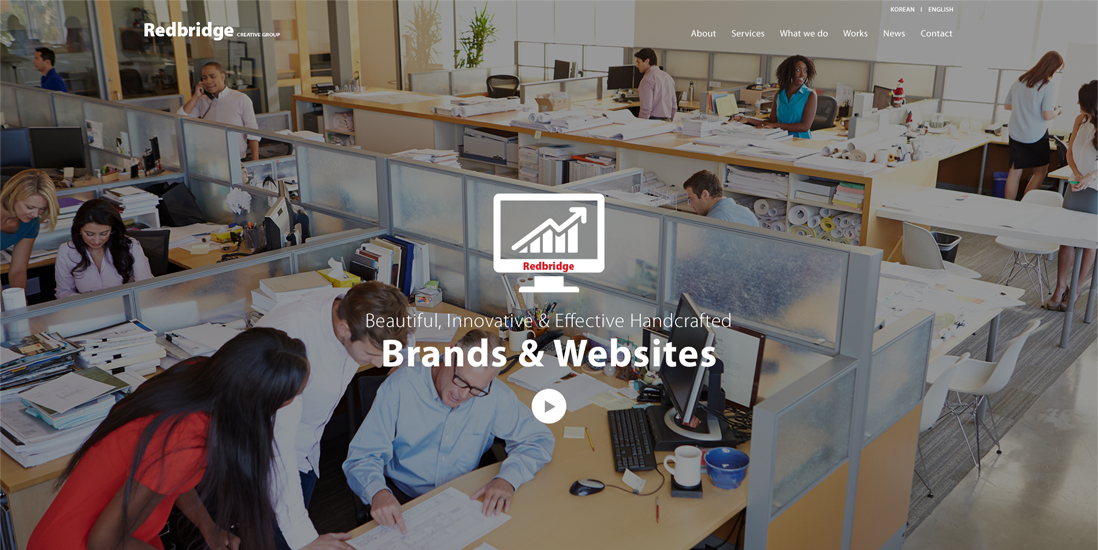 KOREAN | ENGLISH
Redbridge CREATIVE GROUP
About Services What we do Works News Contact
Redbridge
Beautiful, Innovative & Effective Handcrafted
Brands & Websites